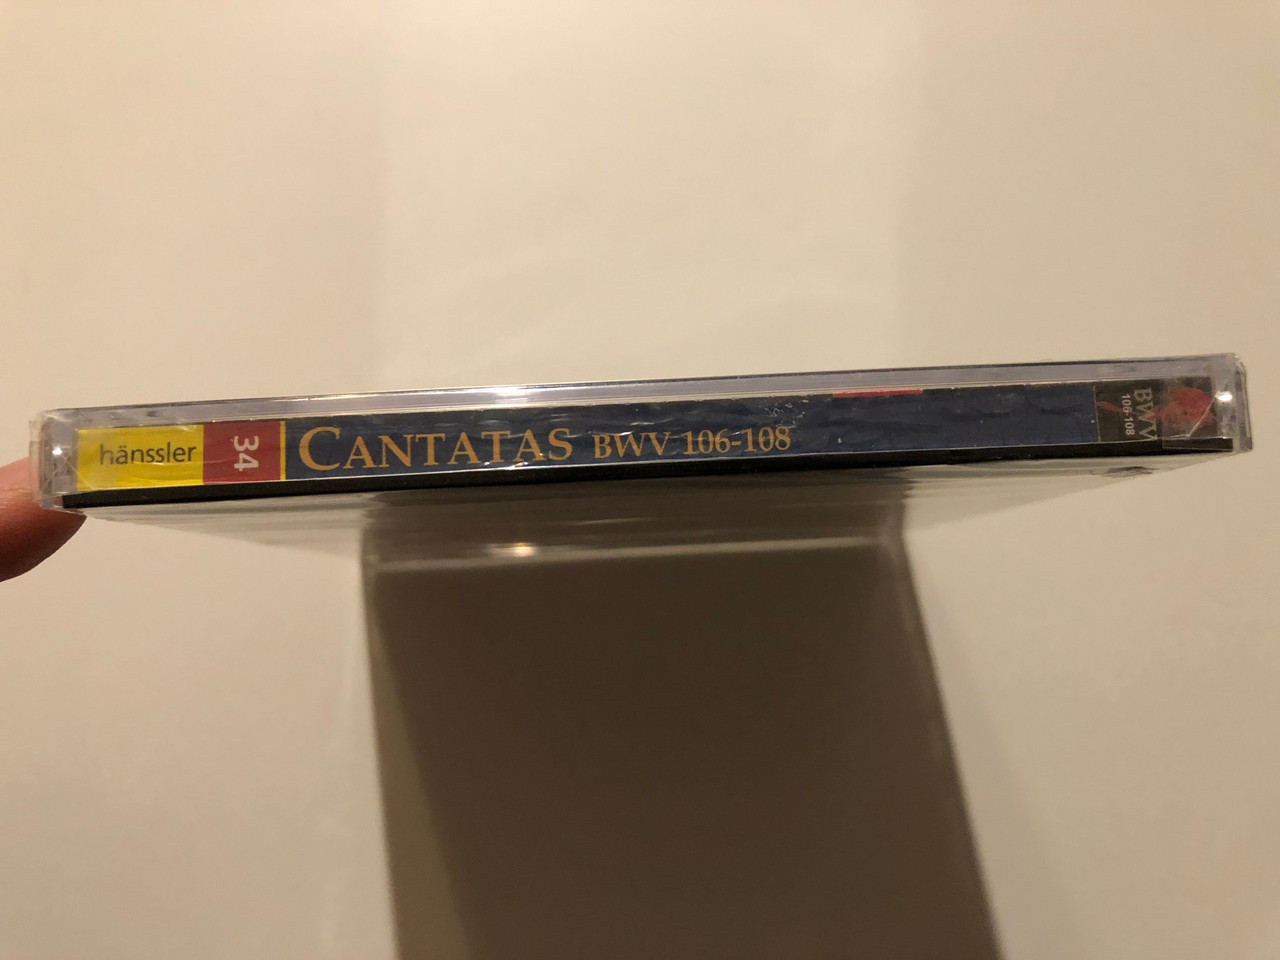 hänssler
34
CANTATAS BWV 106-108
BWV
106-108